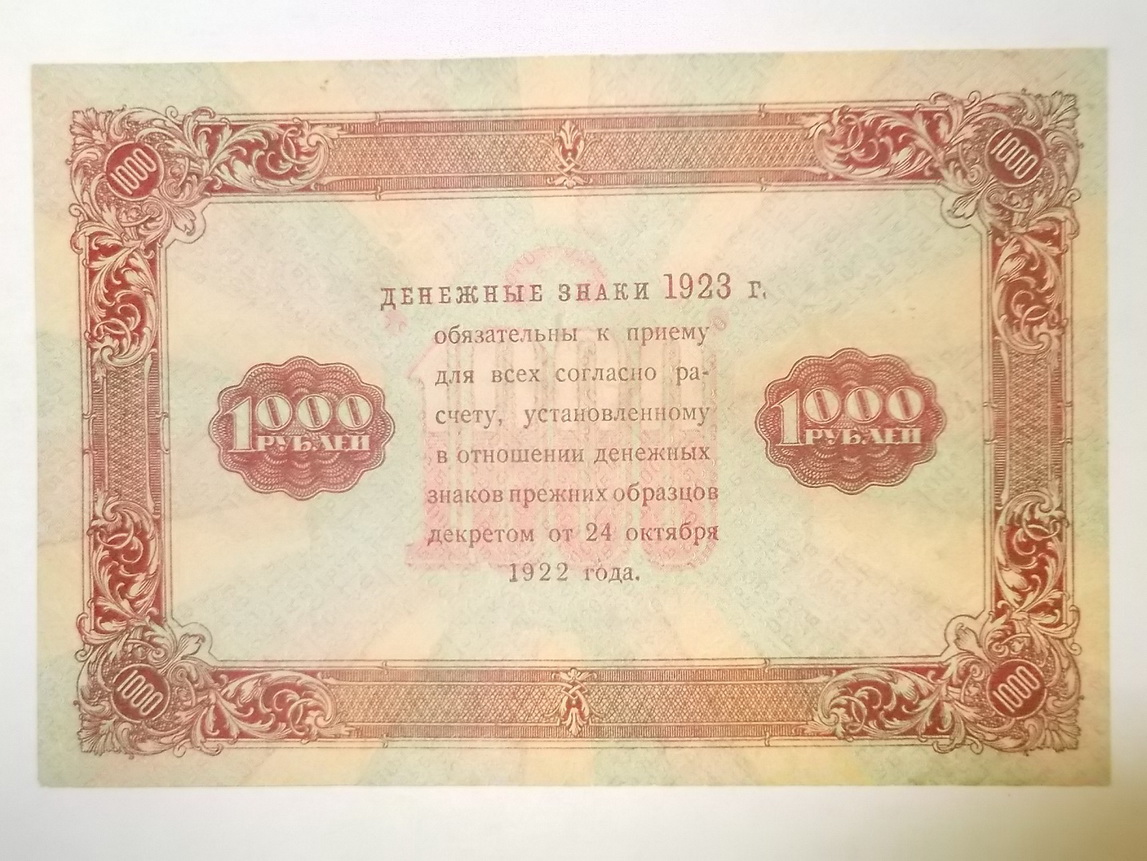 1000 1000
ДЕНЕЖНЫЕ ЗНАКИ 1923 г.
обязательны к приему
для всех согласно ра-
счету, установленному
в отношении денежных
знаков прежних образцов
декретом от 24 октября
1922 года.
1000
РУБЛЕЙ
1000
РУБЛЕЙ
1000
1000 1000